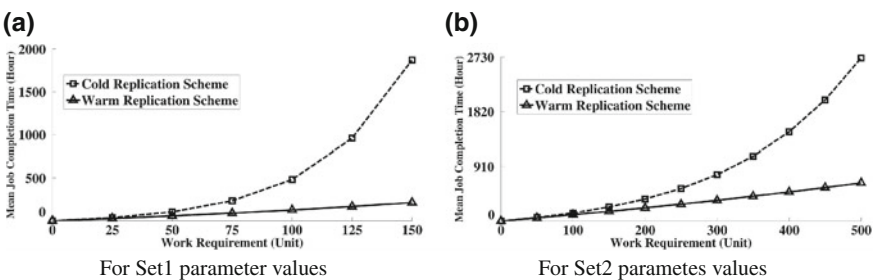 (a)
Mean Job Completion Time (Hour)
2000
1500
1000
500
0
Cold Replication Scheme
Warm Replication Scheme
0 25 50 75 100 125 150
Work Requirement (Unit)
For Set1 parameter values
(b)
Mean Job Completion Time (Hour)
2730
1820
910
0
Cold Replication Scheme
Warm Replication Scheme
0 100 200 300 400 500
Work Requirement (Unit)
For Set2 parametes values